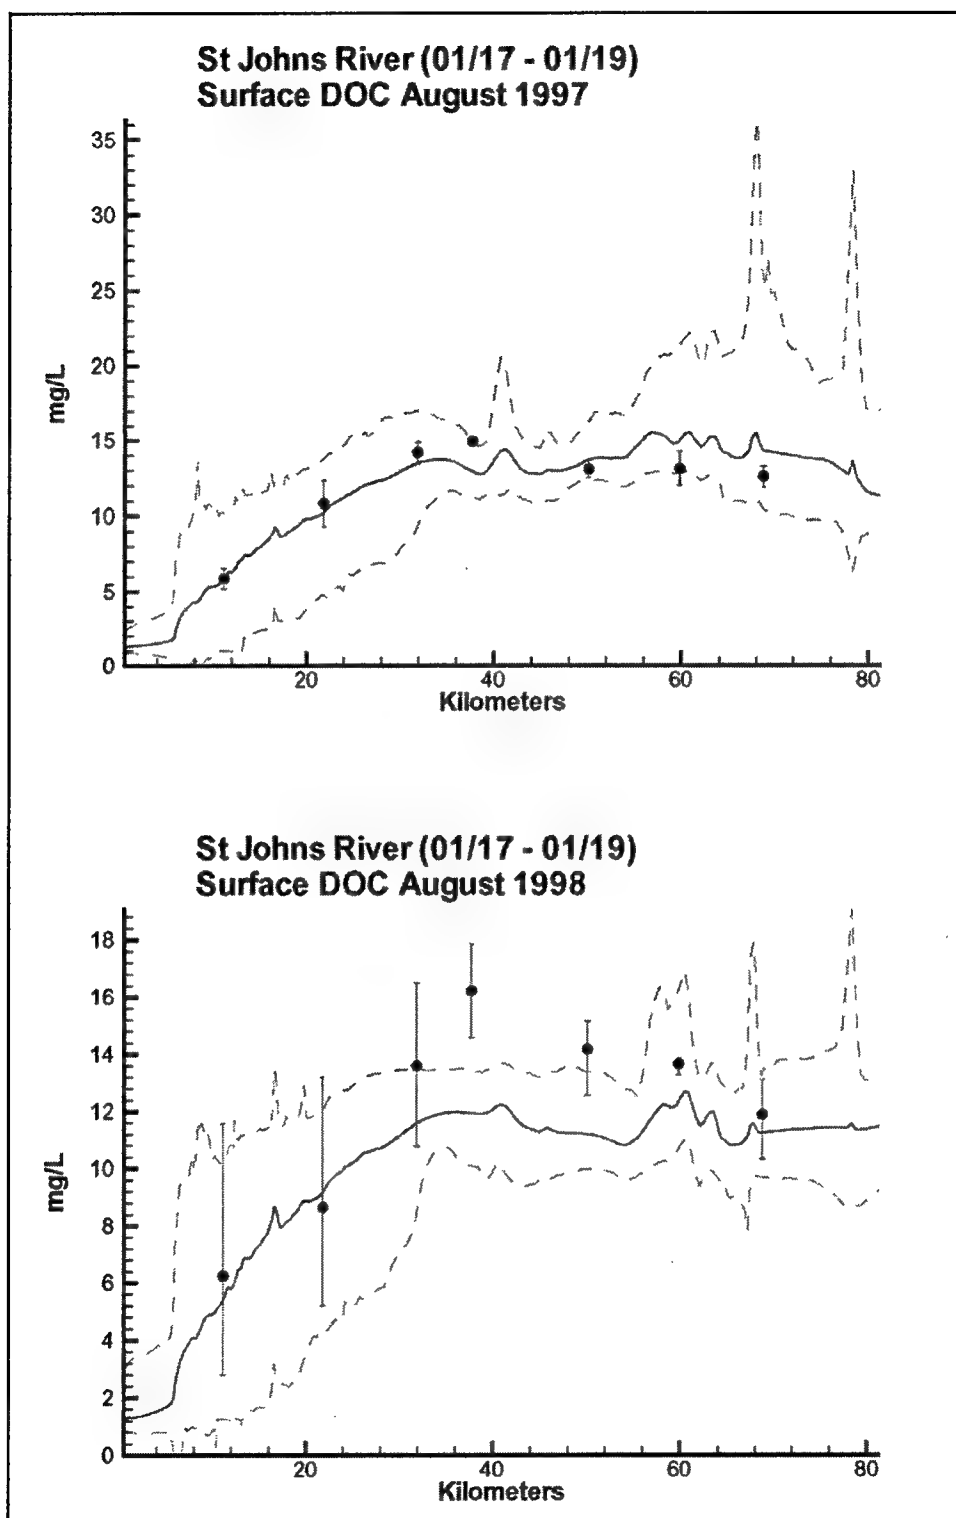 St Johns River (01/17 - 01/19)
Surface DOC August 1997
35
30
25
20
15
10
5
0
mg/L
20 40 60 80
Kilometers
St Johns River (01/17 - 01/19)
Surface DOC August 1998
18
16
14
12
10
8
6
4
2
0
mg/L
20 40 60 80
Kilometers